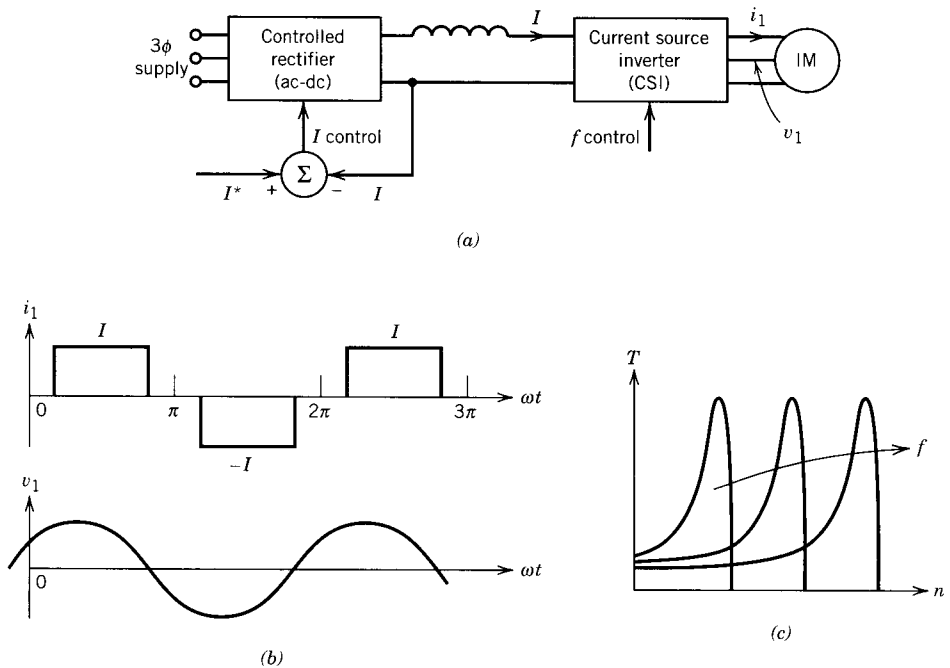 3ϕ
supply
Controlled
rectifier
(ac-dc)
I
Current source
inverter
(CSI)
i₁
IM
v₁
I control
f control
Σ
I* + − I
(a)
i₁
I I
0 π 2π 3π ωt
−I
v₁
0 ωt
(b)
T
f
n
(c)